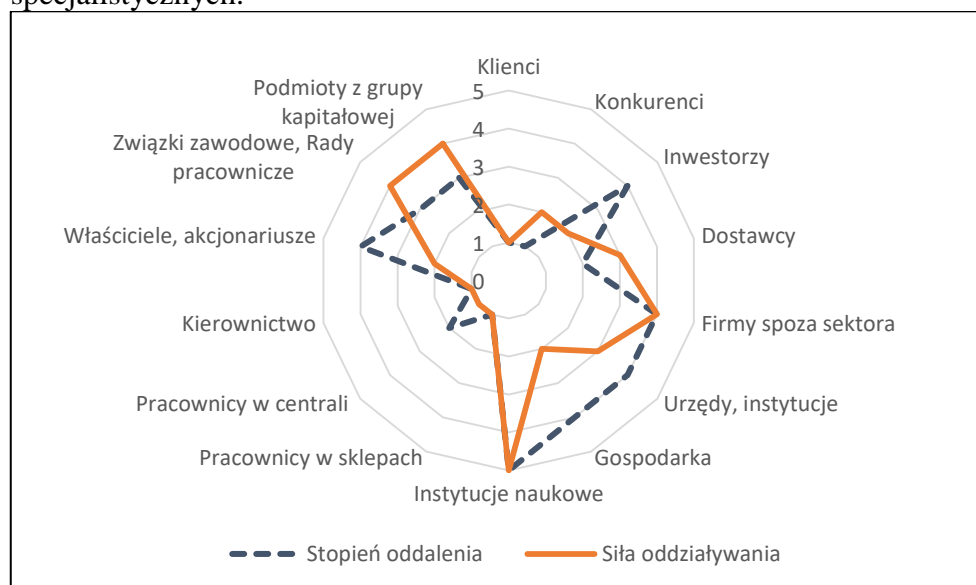 specjalistycznych.
Klienci
Podmioty z grupy
kapitałowej
Konkurenci
Związki zawodowe, Rady
pracownicze
Inwestorzy
Właściciele, akcjonariusze
Dostawcy
Kierownictwo
Firmy spoza sektora
Pracownicy w centrali
Urzędy, instytucje
Pracownicy w sklepach
Gospodarka
Instytucje naukowe
5
4
3
2
1
0
Stopień oddalenia
Siła oddziaływania